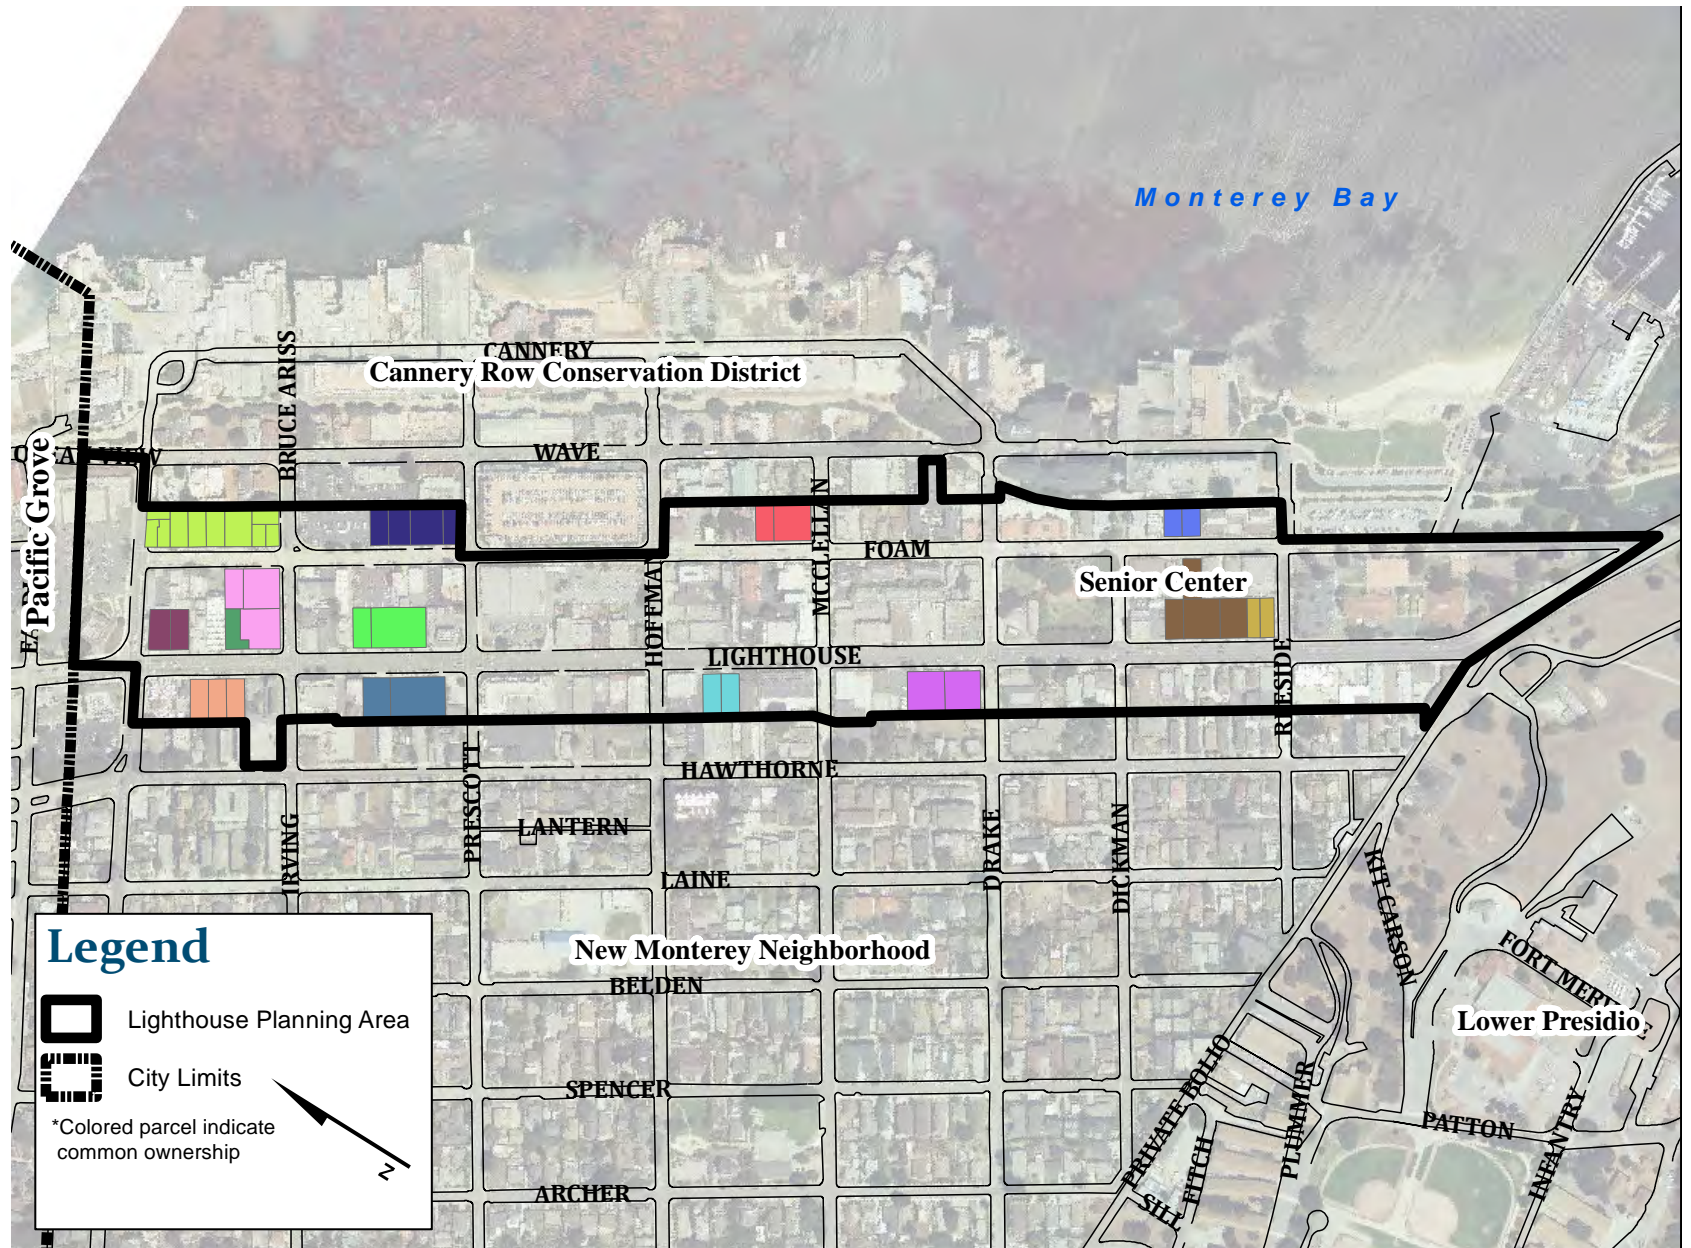 Monterey Bay
CANNERY
Cannery Row Conservation District
BRUCE ARISS
WAVE
Pacific Grove
MCCLELLAN
FOAM
Senior Center
HOFFMAN
LIGHTHOUSE
REESIDE
PRESCOTT
HAWTHORNE
LANTERN
IRVING
DRAKE
DICKMAN
LAINE
KIT CARSON
New Monterey Neighborhood
BELDEN
Legend
Lighthouse Planning Area
City Limits
*Colored parcel indicate
common ownership
N
FORT
Lower Presidio
SPENCER
PRIVATE BOLIO
PLUMMER
PATTON
INFANTRY
FITCH
SILL
ARCHER